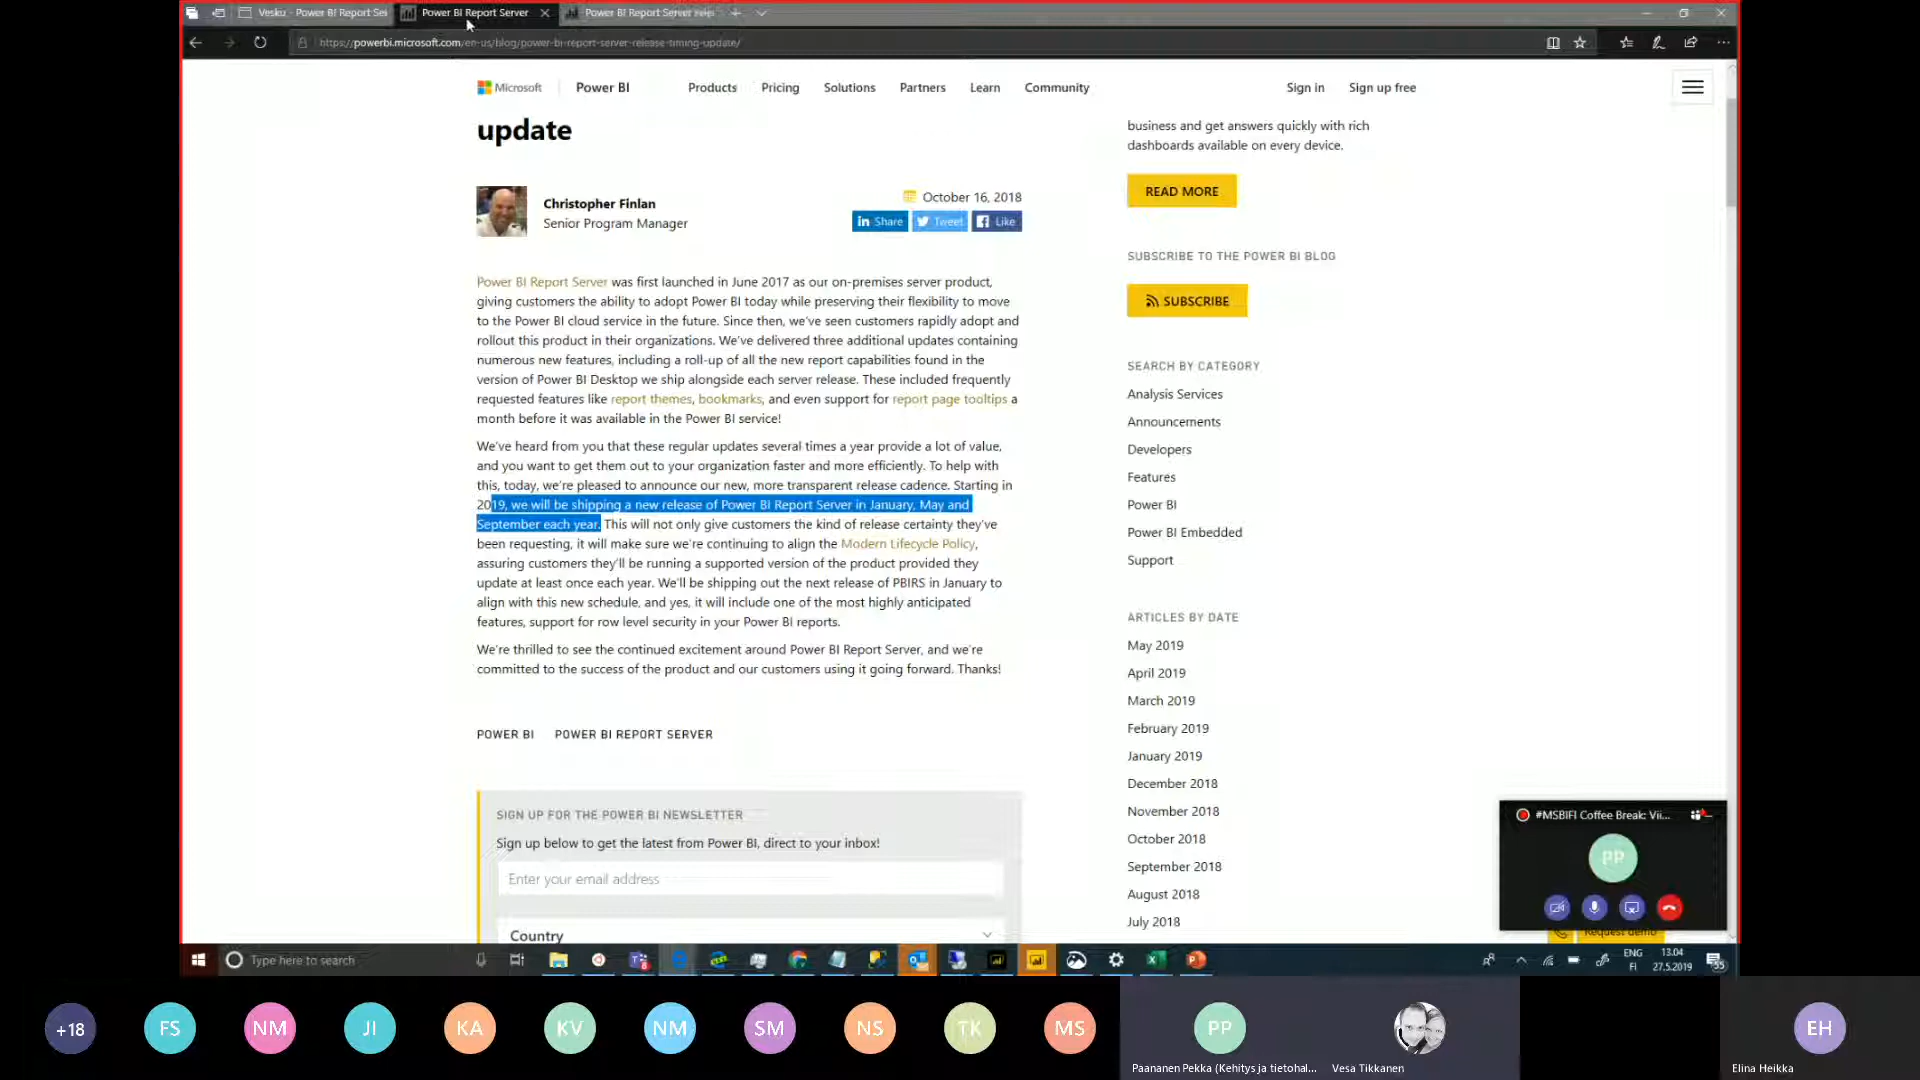 Vesku - Power BI Report Ser
Power BI Report Server
Power BI Report Server
https://powerbi.microsoft.com/en-us/blog/power-bi-report-server-release-timing-update/
Microsoft
Power BI
Products
Pricing
Solutions
Partners
Learn
Community
Sign in
Sign up free
update
Christopher Finlan
Senior Program Manager
October 16, 2018
in Share
Tweet
Like
Power BI Report Server was first launched in June 2017 as our on-premises server product,
giving customers the ability to adopt Power BI today while preserving their flexibility to move
to the Power BI cloud service in the future. Since then, we've seen customers rapidly adopt and
rollout this product in their organizations. We've delivered three additional updates containing
numerous new features, including a roll-up of all the new report capabilities found in the
version of Power BI Desktop we ship alongside each server release. These included frequently
requested features like report themes, bookmarks, and even support for report page tooltips a
month before it was available in the Power BI service!
We've heard from you that these regular updates several times a year provide a lot of value,
and you want to get them out to your organization faster and more efficiently. To help with
this, today, we're pleased to announce our new, more transparent release cadence. Starting in
2019, we will be shipping a new release of Power BI Report Server in January, May and
September each year. This will not only give customers the kind of release certainty they've
been requesting, it will make sure we're continuing to align the Modern Lifecycle Policy,
assuring customers they'll be running a supported version of the product provided they
update at least once each year. We'll be shipping out the next release of PBIRS in January to
align with this new schedule, and yes, it will include one of the most highly anticipated
features, support for row level security in your Power BI reports.
We're thrilled to see the continued excitement around Power BI Report Server, and we're
committed to the success of the product and our customers using it going forward. Thanks!
POWER BI
POWER BI REPORT SERVER
SIGN UP FOR THE POWER BI NEWSLETTER
Sign up below to get the latest from Power BI, direct to your inbox!
Enter your email address
Country
business and get answers quickly with rich
dashboards available on every device.
READ MORE
SUBSCRIBE TO THE POWER BI BLOG
SUBSCRIBE
SEARCH BY CATEGORY
Analysis Services
Announcements
Developers
Features
Power BI
Power BI Embedded
Support
ARTICLES BY DATE
May 2019
April 2019
March 2019
February 2019
January 2019
December 2018
November 2018
October 2018
September 2018
August 2018
July 2018
#MSBIFI Coffee Break: Vii...
PP
Request demo
Type here to search
ENG
FI
13.04
27.5.2019
55
+18
FS
NM
JI
KA
KV
NM
SM
NS
TK
MS
PP
EH
Paananen Pekka (Kehitys ja tietohal...
Vesa Tikkanen
Elina Heikka